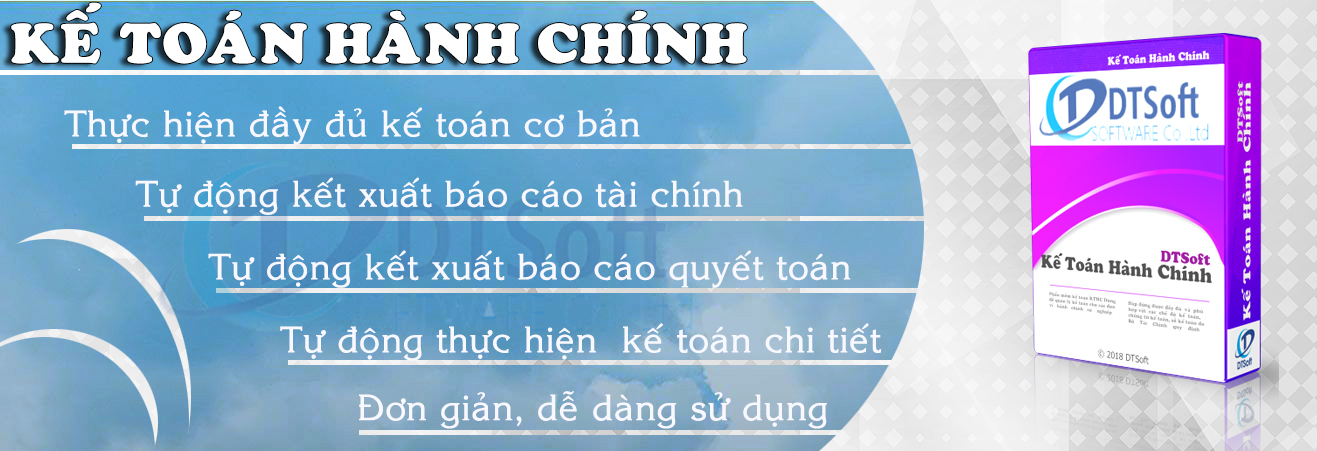 KẾ TOÁN HÀNH CHÍNH
Thực hiện đầy đủ kế toán cơ bản
Tự động kết xuất báo cáo tài chính
Tự động kết xuất báo cáo quyết toán
Tự động thực hiện kế toán chi tiết
Đơn giản, dễ dàng sử dụng
DTSoft
Kế Toán Hành Chính
DTSoft
SOFTWARE Co.,Ltd
DTSoft
Kế Toán Hành Chính
© 2018 DTSoft
DTSoft
Kế Toán Hành Chính
DTSoft